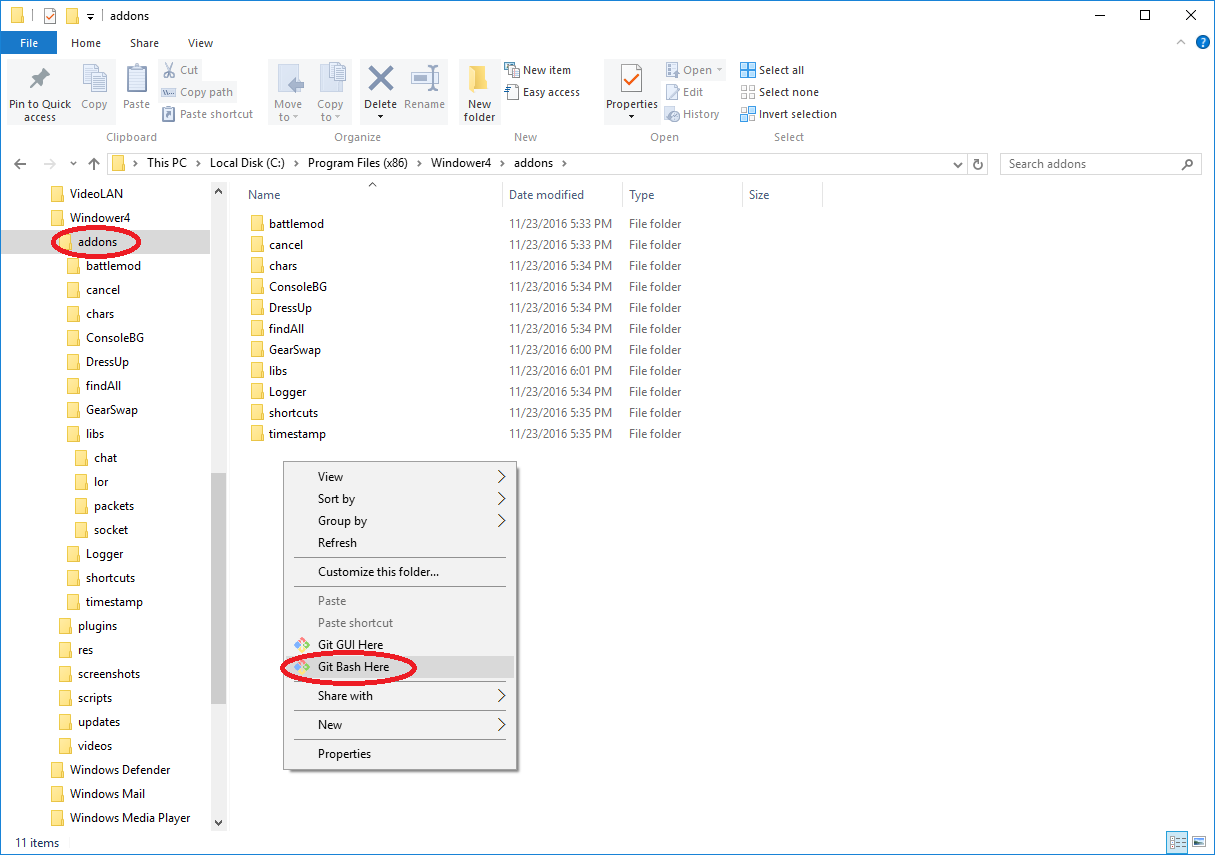 addons
File Home Share View
Pin to Quick access
Copy
Paste
Cut
Copy path
Paste shortcut
Clipboard
Move to
Copy to
Delete
Rename
Organize
New folder
New item
Easy access
New
Properties
Open
Edit
History
Open
Select all
Select none
Invert selection
Select
This PC > Local Disk (C:) > Program Files (x86) > Windower4 > addons >
Search addons
VideoLAN
Windower4
addons
battlemod
cancel
chars
ConsoleBG
DressUp
findAll
GearSwap
libs
chat
lor
packets
socket
Logger
shortcuts
timestamp
plugins
res
screenshots
scripts
updates
videos
Windows Defender
Windows Mail
Windows Media Player
Name Date modified Type Size
battlemod 11/23/2016 5:33 PM File folder
cancel 11/23/2016 5:33 PM File folder
chars 11/23/2016 5:34 PM File folder
ConsoleBG 11/23/2016 5:34 PM File folder
DressUp 11/23/2016 5:34 PM File folder
findAll 11/23/2016 5:34 PM File folder
GearSwap 11/23/2016 6:00 PM File folder
libs 11/23/2016 6:01 PM File folder
Logger 11/23/2016 5:34 PM File folder
shortcuts 11/23/2016 5:35 PM File folder
timestamp 11/23/2016 5:35 PM File folder
View
Sort by
Group by
Refresh
Customize this folder...
Paste
Paste shortcut
Git GUI Here
Git Bash Here
Share with
New
Properties
11 items